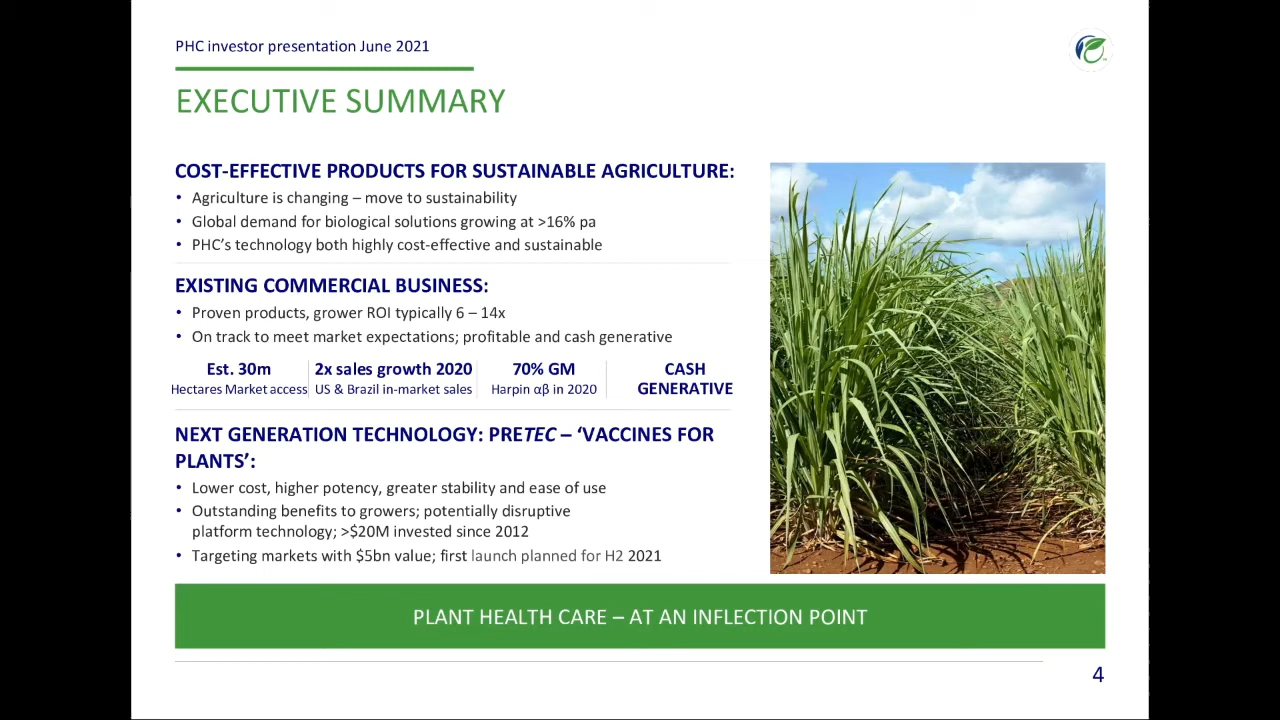 PHC investor presentation June 2021
EXECUTIVE SUMMARY
COST-EFFECTIVE PRODUCTS FOR SUSTAINABLE AGRICULTURE:
• Agriculture is changing – move to sustainability
• Global demand for biological solutions growing at >16% pa
• PHC's technology both highly cost-effective and sustainable
EXISTING COMMERCIAL BUSINESS:
• Proven products, grower ROI typically 6 – 14x
• On track to meet market expectations; profitable and cash generative
Est. 30m
Hectares Market access
2x sales growth 2020
US & Brazil in-market sales
70% GM
Harpin αβ in 2020
CASH
GENERATIVE
NEXT GENERATION TECHNOLOGY: PRETEC – 'VACCINES FOR
PLANTS':
• Lower cost, higher potency, greater stability and ease of use
• Outstanding benefits to growers; potentially disruptive
platform technology; >$20M invested since 2012
• Targeting markets with $5bn value; first launch planned for H2 2021
PLANT HEALTH CARE – AT AN INFLECTION POINT
4